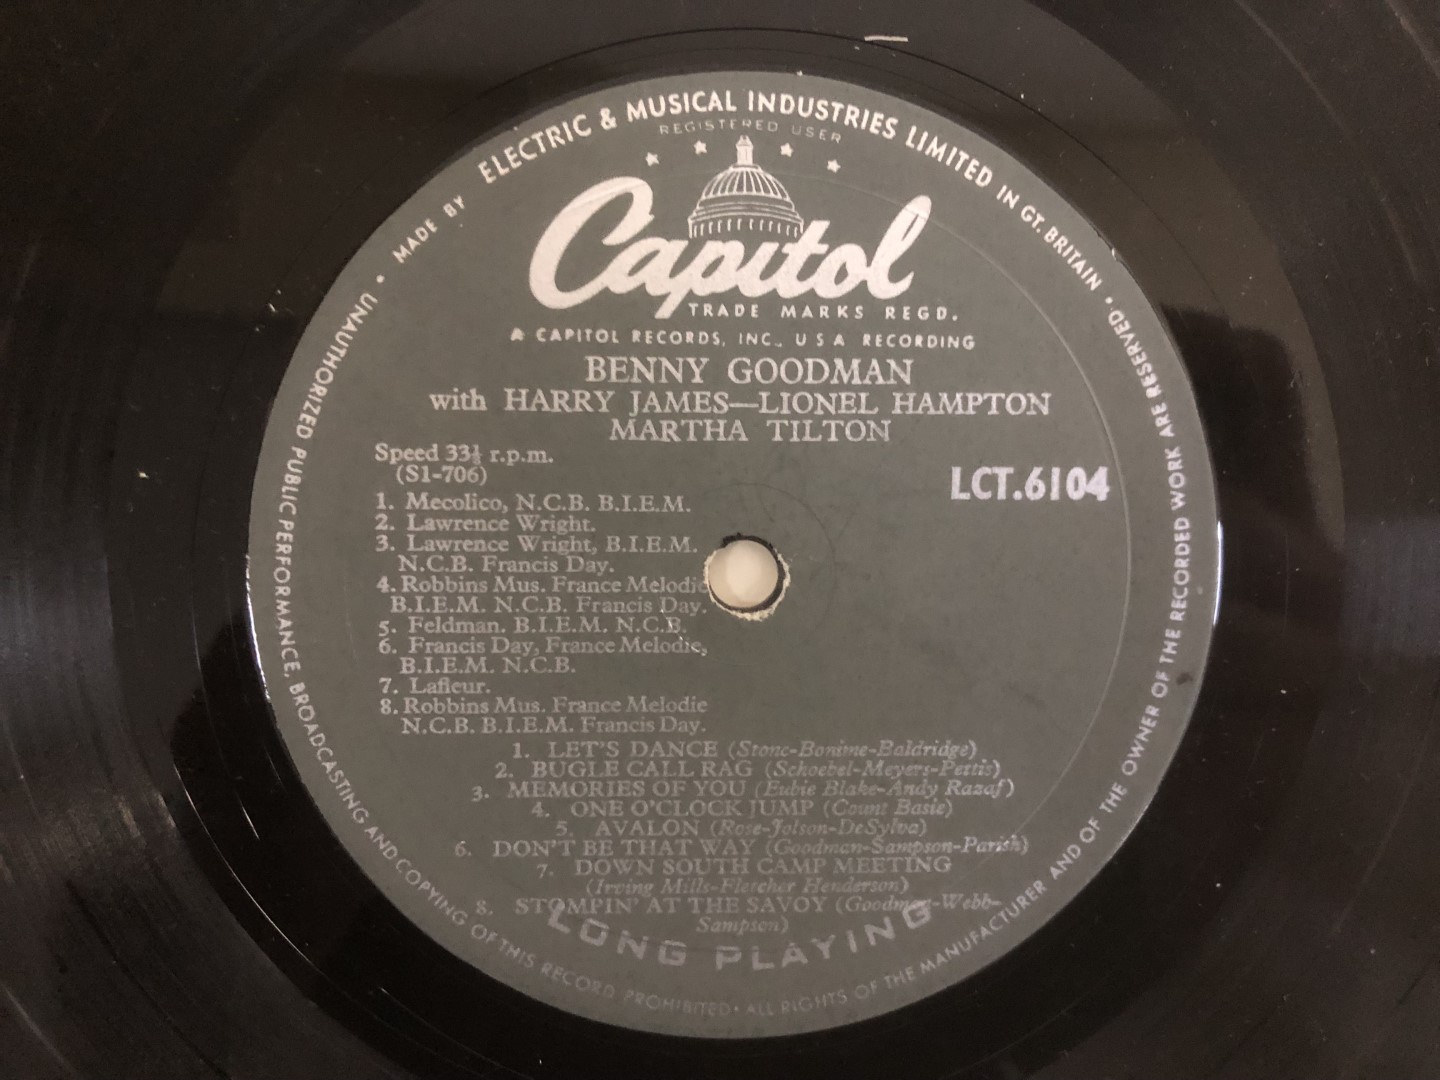 MADE BY ELECTRIC & MUSICAL INDUSTRIES LIMITED IN GT. BRITAIN •
REGISTERED USER
Capitol
TRADE MARKS REGD.
A CAPITOL RECORDS, INC., U S A RECORDING
BENNY GOODMAN
with HARRY JAMES—LIONEL HAMPTON
MARTHA TILTON
Speed 33⅓ r.p.m.
(S1-706)
LCT.6104
1. Mecolico, N.C.B. B.I.E.M.
2. Lawrence Wright.
3. Lawrence Wright, B.I.E.M.
N.C.B. Francis Day.
4. Robbins Mus. France Melodie
B.I.E.M. N.C.B. Francis Day.
5. Feldman. B.I.E.M. N.C.B.
6. Francis Day, France Melodie,
B.I.E.M. N.C.B.
7. Lafleur.
8. Robbins Mus. France Melodie
N.C.B. B.I.E.M. Francis Day.
1. LET'S DANCE (Stone-Bonime-Baldridge)
2. BUGLE CALL RAG (Schoebel-Meyers-Pettis)
3. MEMORIES OF YOU (Eubie Blake-Andy Razaf)
4. ONE O'CLOCK JUMP (Count Basie)
5. AVALON (Rose-Jolson-DeSylva)
6. DON'T BE THAT WAY (Goodman-Sampson-Parish)
7. DOWN SOUTH CAMP MEETING
(Irving Mills-Fletcher Henderson)
8. STOMPIN' AT THE SAVOY (Goodman-Webb-
Sampson)
LONG PLAYING
• UNAUTHORIZED PUBLIC PERFORMANCE, BROADCASTING AND COPYING OF THIS RECORD PROHIBITED • ALL RIGHTS OF THE MANUFACTURER AND OF THE OWNER OF THE RECORDED WORK ARE RESERVED •